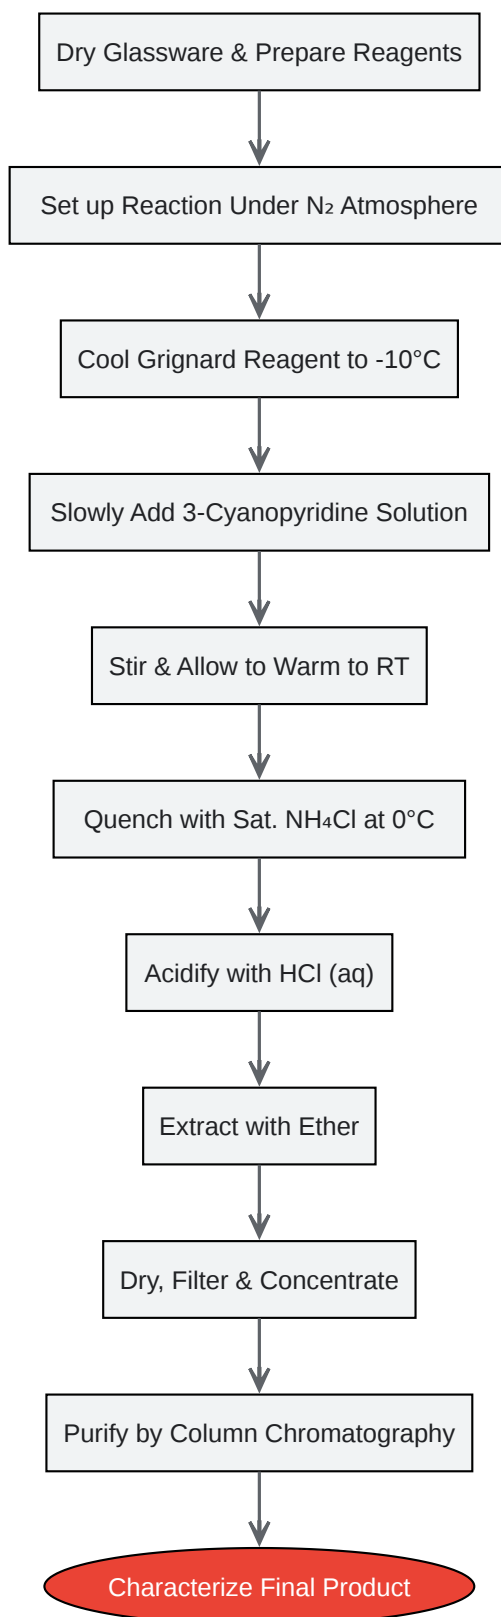 Dry Glassware & Prepare Reagents
Set up Reaction Under N₂ Atmosphere
Cool Grignard Reagent to -10°C
Slowly Add 3-Cyanopyridine Solution
Stir & Allow to Warm to RT
Quench with Sat. NH₄Cl at 0°C
Acidify with HCl (aq)
Extract with Ether
Dry, Filter & Concentrate
Purify by Column Chromatography
Characterize Final Product